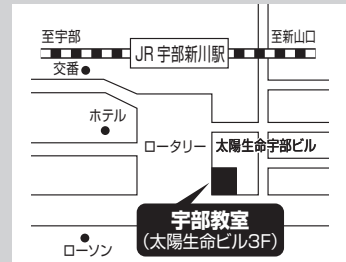 至宇部
至新山口
JR 宇部新川駅
交番
ホテル
ロータリー
太陽生命宇部ビル
宇部教室
(太陽生命ビル3F)
ローソン